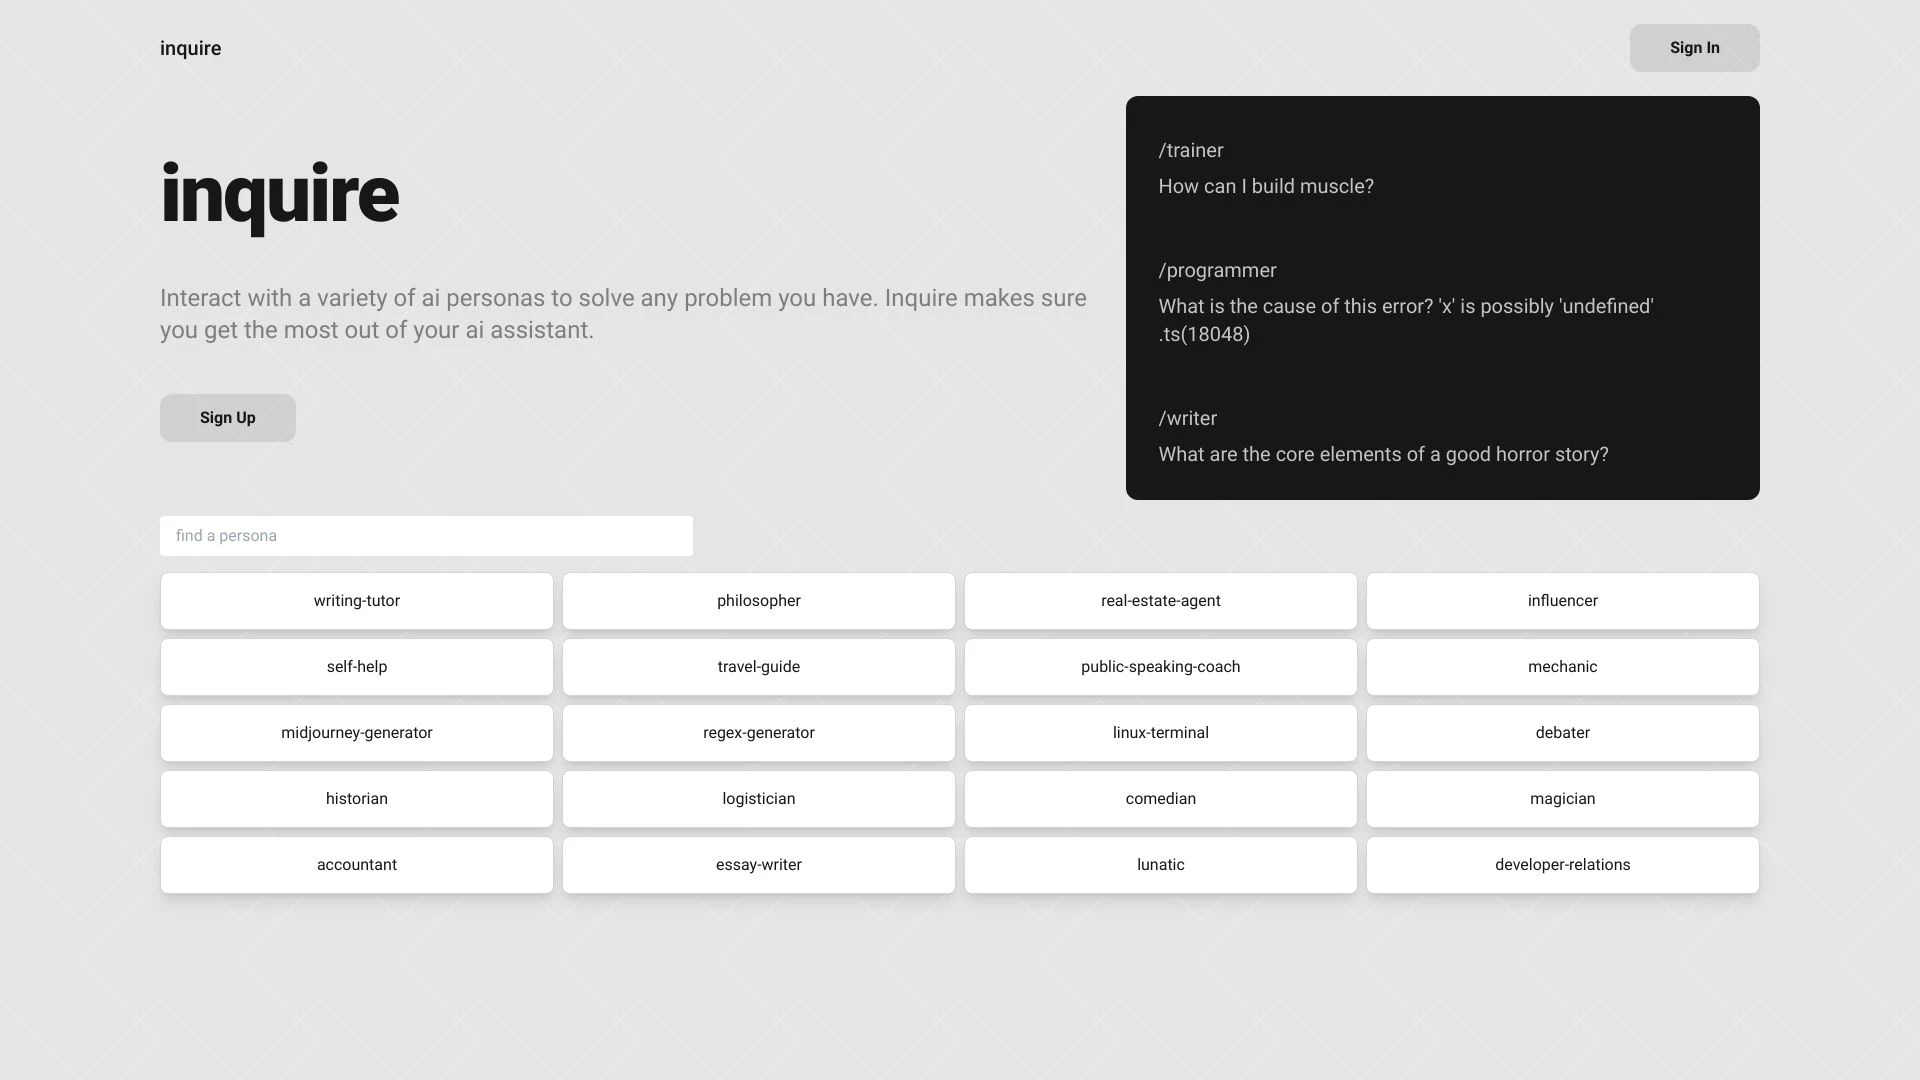 inquire
Sign In
inquire
Interact with a variety of ai personas to solve any problem you have. Inquire makes sure
you get the most out of your ai assistant.
Sign Up
/trainer
How can I build muscle?
/programmer
What is the cause of this error? 'x' is possibly 'undefined'
.ts(18048)
/writer
What are the core elements of a good horror story?
find a persona
writing-tutor
philosopher
real-estate-agent
influencer
self-help
travel-guide
public-speaking-coach
mechanic
midjourney-generator
regex-generator
linux-terminal
debater
historian
logistician
comedian
magician
accountant
essay-writer
lunatic
developer-relations